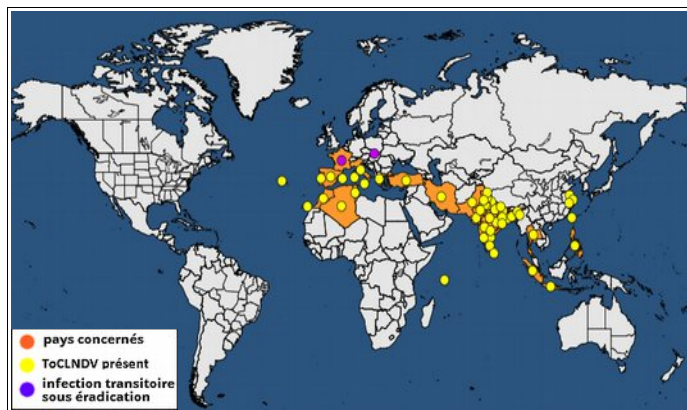 pays concernés
ToCLNDV présent
infection transitoire
sous éradication